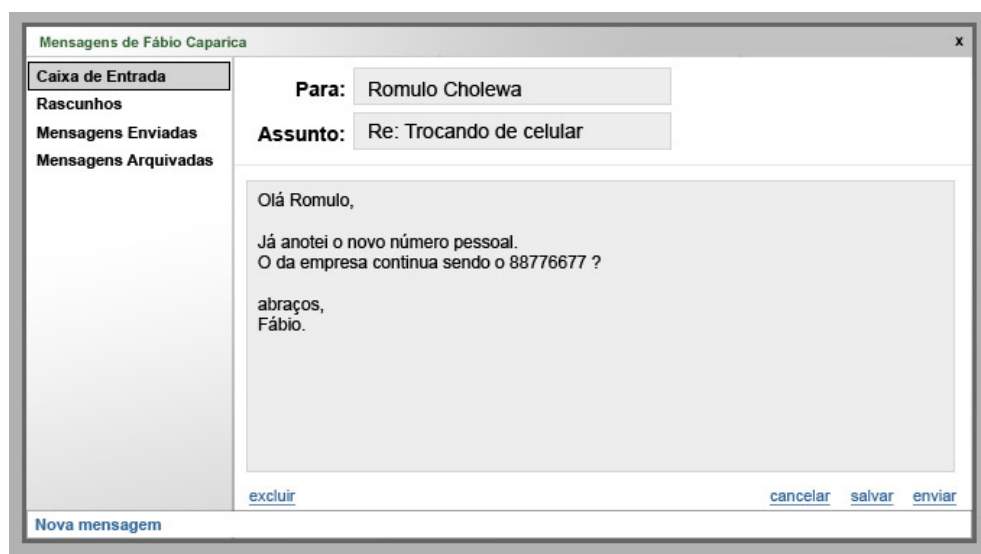 Mensagens de Fábio Caparica x
Caixa de Entrada
Rascunhos
Mensagens Enviadas
Mensagens Arquivadas
Para: Romulo Cholewa
Assunto: Re: Trocando de celular
Olá Romulo,
Já anotei o novo número pessoal.
O da empresa continua sendo o 88776677 ?
abraços,
Fábio.
excluir cancelar salvar enviar
Nova mensagem